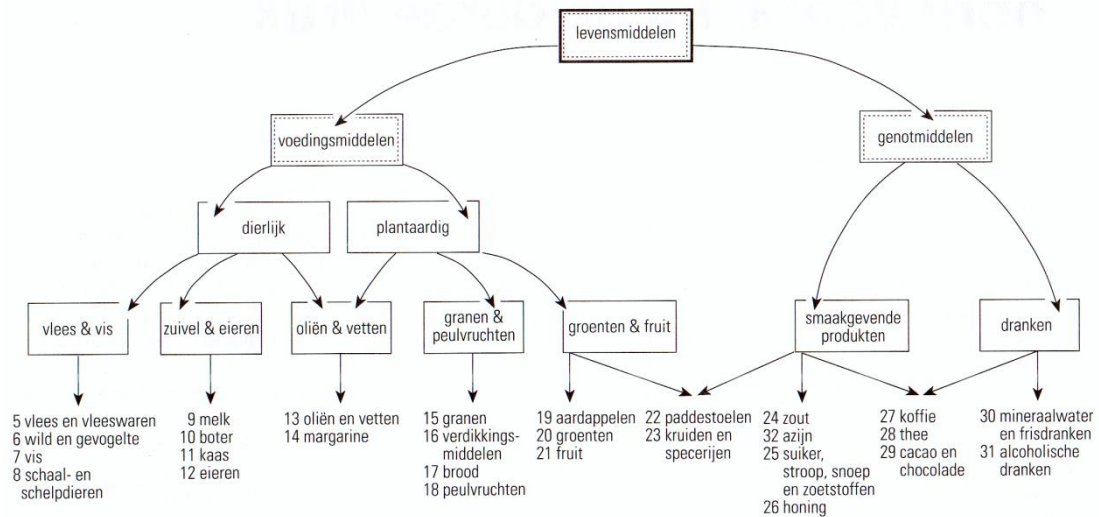 levensmiddelen
voedingsmiddelen
genotmiddelen
dierlijk
plantaardig
vlees & vis
zuivel & eieren
oliën & vetten
granen &
peulvruchten
groenten & fruit
smaakgevende
produkten
dranken
5 vlees en vleeswaren
6 wild en gevogelte
7 vis
8 schaal- en
schelpdieren
9 melk
10 boter
11 kaas
12 eieren
13 oliën en vetten
14 margarine
15 granen
16 verdikkings-
middelen
17 brood
18 peulvruchten
19 aardappelen
20 groenten
21 fruit
22 paddestoelen
23 kruiden en
specerijen
24 zout
32 azijn
25 suiker,
stroop, snoep
en zoetstoffen
26 honing
27 koffie
28 thee
29 cacao en
chocolade
30 mineraalwater
en frisdranken
31 alcoholische
dranken